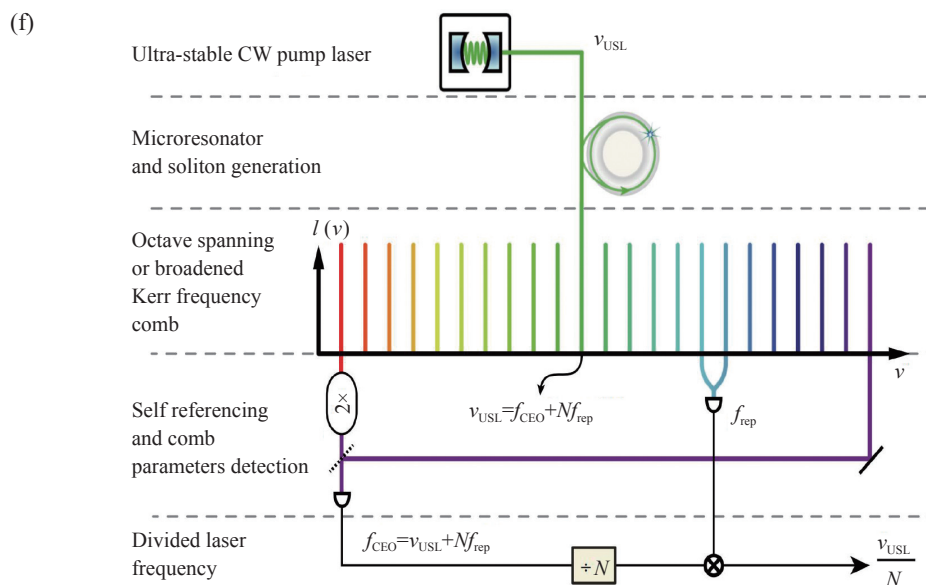 (f)
Ultra-stable CW pump laser
νUSL
Microresonator
and soliton generation
Octave spanning
or broadened
Kerr frequency
comb
l (ν)
ν
νUSL=fCEO+Nfrep
frep
2×
Self referencing
and comb
parameters detection
Divided laser
frequency
fCEO=νUSL+Nfrep
÷N
νUSL
N